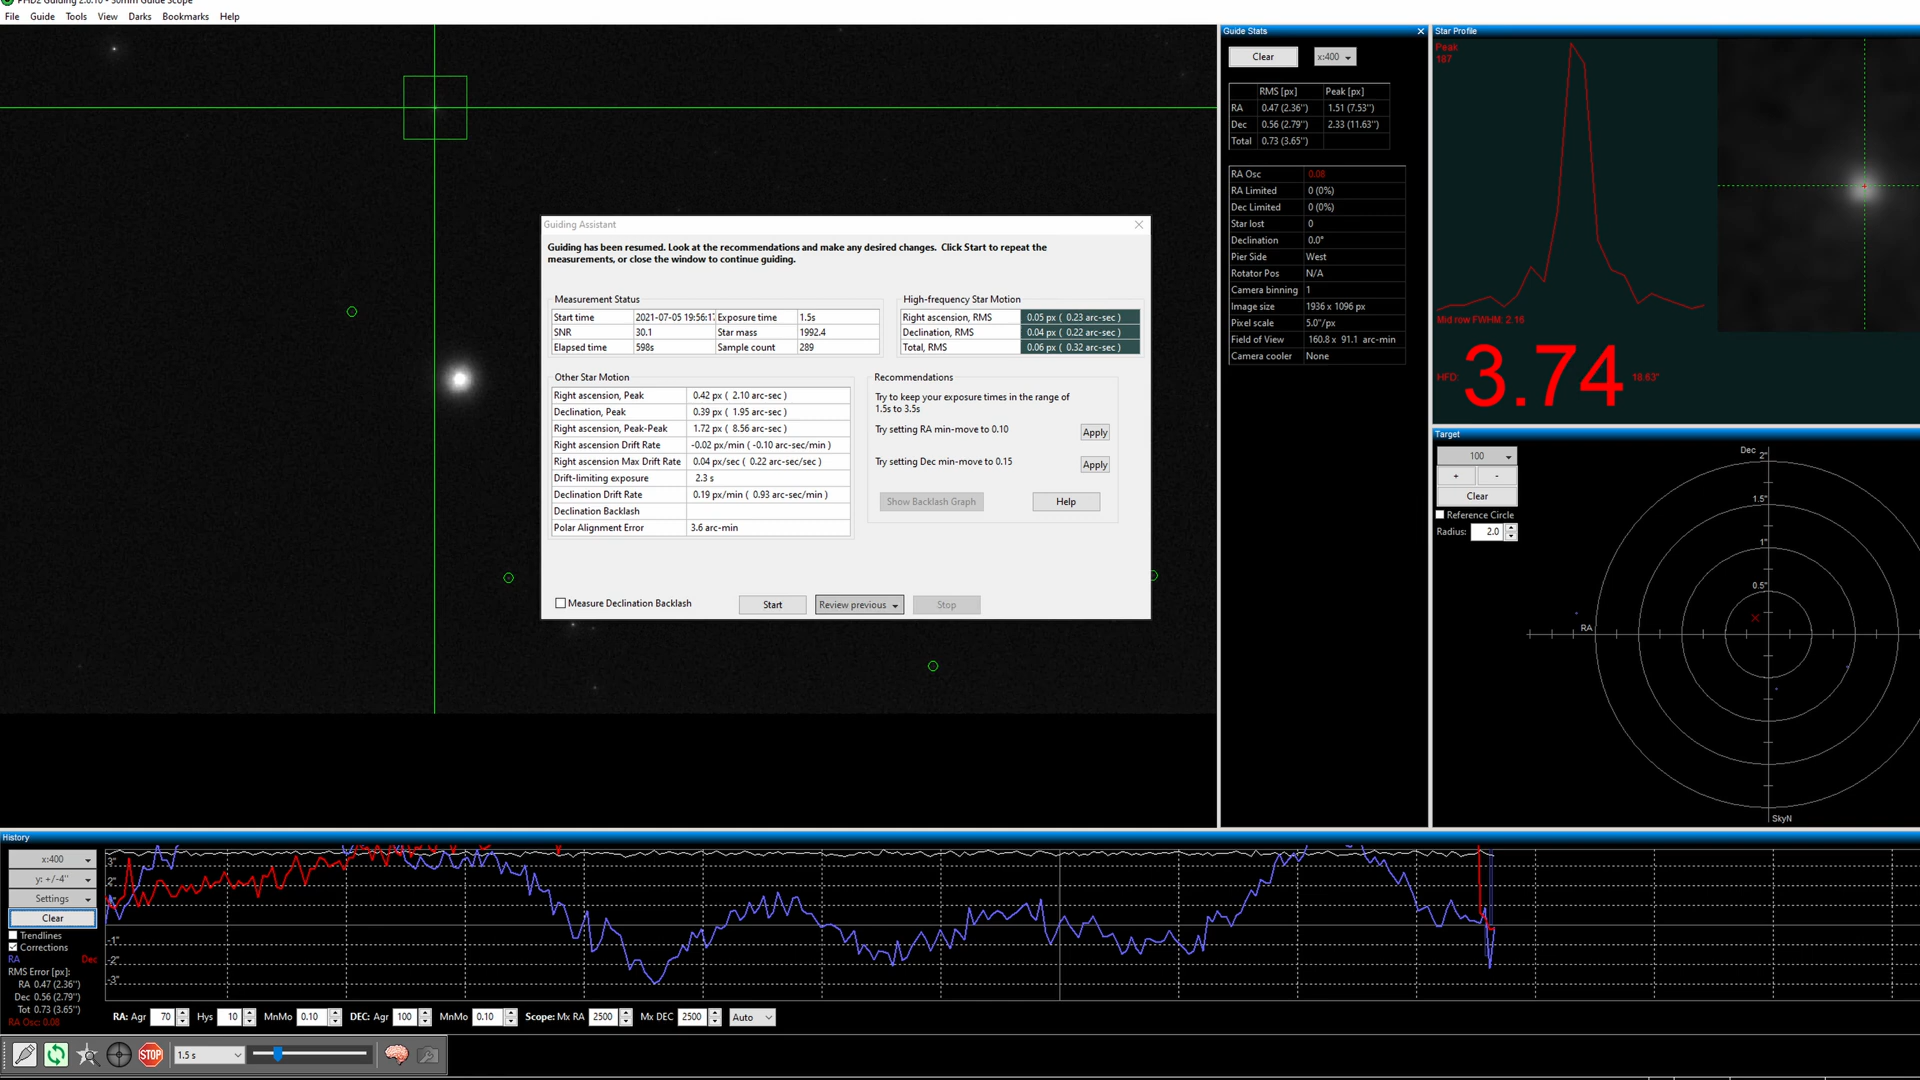 PHD2 Guiding 2.6.10 - 30mm Guide Scope
File Guide Tools View Darks Bookmarks Help
Guide Stats
Clear x:400
RMS [px] Peak [px]
RA 0.47 (2.36'') 1.51 (7.53'')
Dec 0.56 (2.79'') 2.33 (11.63'')
Total 0.73 (3.65'')
RA Osc 0.08
RA Limited 0 (0%)
Dec Limited 0 (0%)
Star lost 0
Declination 0.0°
Pier Side West
Rotator Pos N/A
Camera binning 1
Image size 1936 x 1096 px
Pixel scale 5.0"/px
Field of View 160.8 x 91.1 arc-min
Camera cooler None
Star Profile
Peak
187
Mid row FWHM: 2.16
HFD: 3.74 18.63"
Target
100
+ -
Clear
Reference Circle
Radius: 2.0
Dec
2"
1.5"
1"
0.5"
RA
SkyN
Guiding Assistant
Guiding has been resumed. Look at the recommendations and make any desired changes. Click Start to repeat the
measurements, or close the window to continue guiding.
Measurement Status
Start time 2021-07-05 19:56:1 Exposure time 1.5s
SNR 30.1 Star mass 1992.4
Elapsed time 598s Sample count 289
High-frequency Star Motion
Right ascension, RMS 0.05 px ( 0.23 arc-sec )
Declination, RMS 0.04 px ( 0.22 arc-sec )
Total, RMS 0.06 px ( 0.32 arc-sec )
Other Star Motion
Right ascension, Peak 0.42 px ( 2.10 arc-sec )
Declination, Peak 0.39 px ( 1.95 arc-sec )
Right ascension, Peak-Peak 1.72 px ( 8.56 arc-sec )
Right ascension Drift Rate -0.02 px/min ( -0.10 arc-sec/min )
Right ascension Max Drift Rate 0.04 px/sec ( 0.22 arc-sec/sec )
Drift-limiting exposure 2.3 s
Declination Drift Rate 0.19 px/min ( 0.93 arc-sec/min )
Declination Backlash
Polar Alignment Error 3.6 arc-min
Recommendations
Try to keep your exposure times in the range of
1.5s to 3.5s
Try setting RA min-move to 0.10 Apply
Try setting Dec min-move to 0.15 Apply
Show Backlash Graph Help
Measure Declination Backlash Start Review previous Stop
History
x:400
y: +/-4''
Settings
Clear
Trendlines
Corrections
RA Dec
RMS Error [px]:
RA 0.47 (2.36'')
Dec 0.56 (2.79'')
Tot 0.73 (3.65'')
RA Osc: 0.08
3"
2"
-1"
-2"
-3"
RA: Agr 70 Hys 10 MnMo 0.10 DEC: Agr 100 MnMo 0.10 Scope: Mx RA 2500 Mx DEC 2500 Auto
STOP 1.5 s